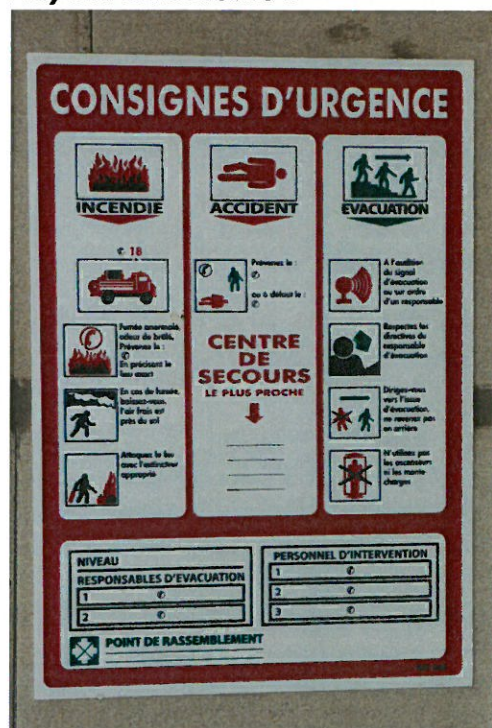 CONSIGNES D'URGENCE
INCENDIE
✆ 18
Fumée anormale,
odeur de brûlé,
Prévenez le :
✆
En précisant le
lieu exact
En cas de fumée,
baissez-vous,
l'air frais est
près du sol
Attaquez le feu
avec l'extincteur
approprié
ACCIDENT
Prévenez le :
✆
ou à défaut le :
✆
CENTRE
DE
SECOURS
LE PLUS PROCHE
EVACUATION
A l'audition
du signal
d'évacuation
ou sur ordre
d'un responsable
Respectez les
directives du
responsable
d'évacuation
Dirigez-vous
vers l'issue
d'évacuation,
ne revenez pas
en arrière
N'utilisez pas
les ascenseurs
ni les monte
charges
NIVEAU
RESPONSABLES D'EVACUATION
1 ✆
2 ✆
POINT DE RASSEMBLEMENT
PERSONNEL D'INTERVENTION
1 ✆
2 ✆
3 ✆